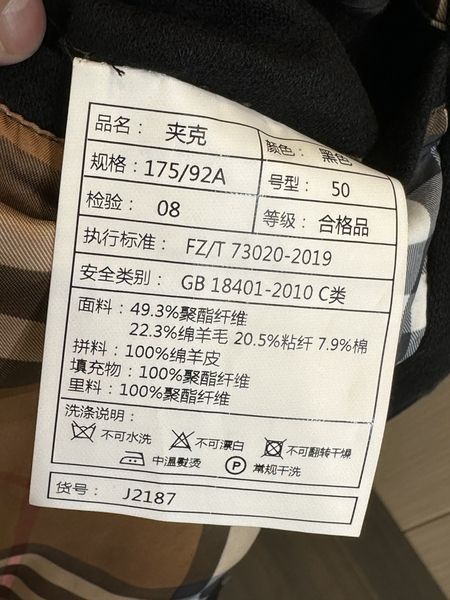 品名： 夹克 颜色： 黑色
规格：175/92A 号型： 50
检验： 08 等级： 合格品
执行标准： FZ/T 73020-2019
安全类别： GB 18401-2010 C类
面料：49.3%聚酯纤维
22.3%绵羊毛 20.5%粘纤 7.9%棉
拼料：100%绵羊皮
填充物：100%聚酯纤维
里料：100%聚酯纤维
洗涤说明：
不可水洗 不可漂白 不可翻转干燥
中温熨烫 P 常规干洗
货号： J2187